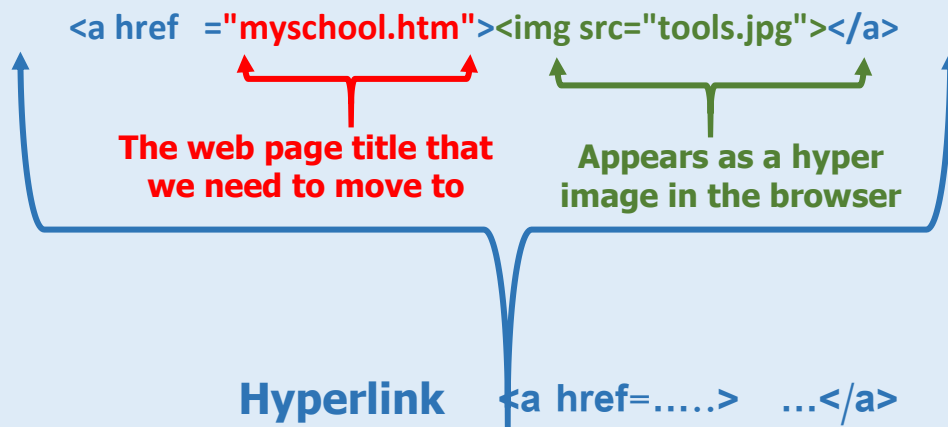 <a href ="myschool.htm"><img src="tools.jpg"></a>
The web page title that
we need to move to
Appears as a hyper
image in the browser
Hyperlink <a href=.....> ...</a>